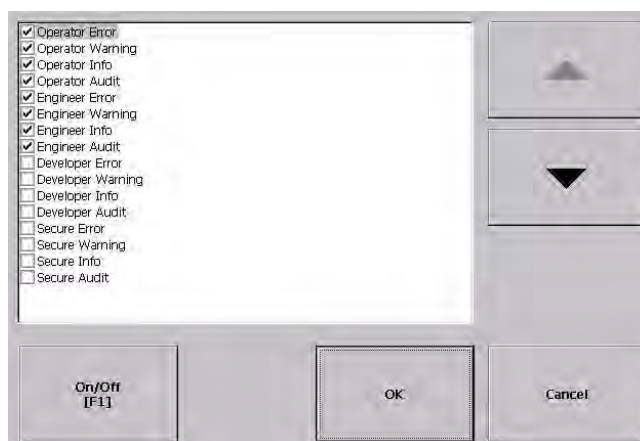 Operator Error
Operator Warning
Operator Info
Operator Audit
Engineer Error
Engineer Warning
Engineer Info
Engineer Audit
Developer Error
Developer Warning
Developer Info
Developer Audit
Secure Error
Secure Warning
Secure Info
Secure Audit
On/Off
[F1]
OK
Cancel